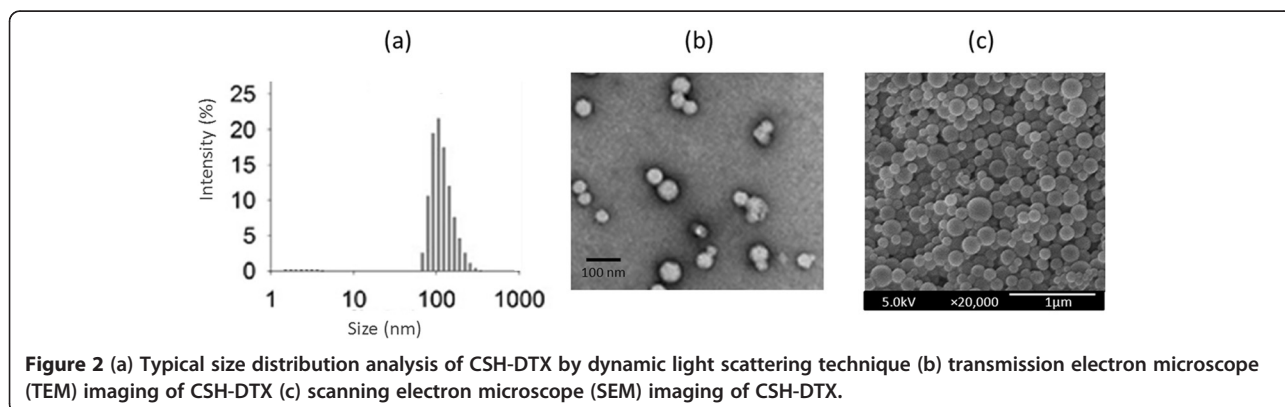 (a)
(b)
(c)
25
20
15
10
5
0
Intensity (%)
1
10
100
1000
Size (nm)
100 nm
5.0kV ×20,000 1µm
Figure 2 (a) Typical size distribution analysis of CSH-DTX by dynamic light scattering technique (b) transmission electron microscope
(TEM) imaging of CSH-DTX (c) scanning electron microscope (SEM) imaging of CSH-DTX.